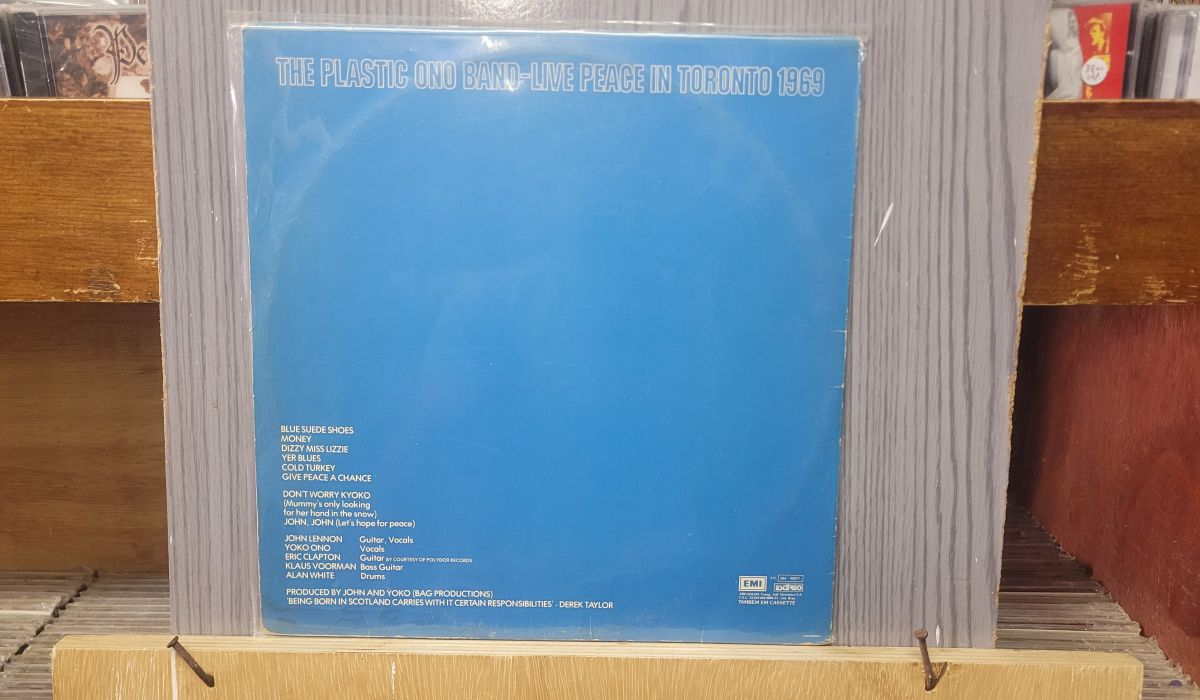 THE PLASTIC ONO BAND-LIVE PEACE IN TORONTO 1969
BLUE SUEDE SHOES
MONEY
DIZZY MISS LIZZIE
YER BLUES
COLD TURKEY
GIVE PEACE A CHANCE
DON'T WORRY KYOKO
(Mummy's only looking
for her hand in the snow)
JOHN, JOHN (Let's hope for peace)
JOHN LENNON Guitar, Vocals
YOKO ONO Vocals
ERIC CLAPTON Guitar BY COURTESY OF POLYDOR RECORDS
KLAUS VOORMAN Bass Guitar
ALAN WHITE Drums
PRODUCED BY JOHN AND YOKO (BAG PRODUCTIONS)
'BEING BORN IN SCOTLAND CARRIES WITH IT CERTAIN RESPONSIBILITIES' - DEREK TAYLOR
EMI
TAMBÉM EM CASSETTE